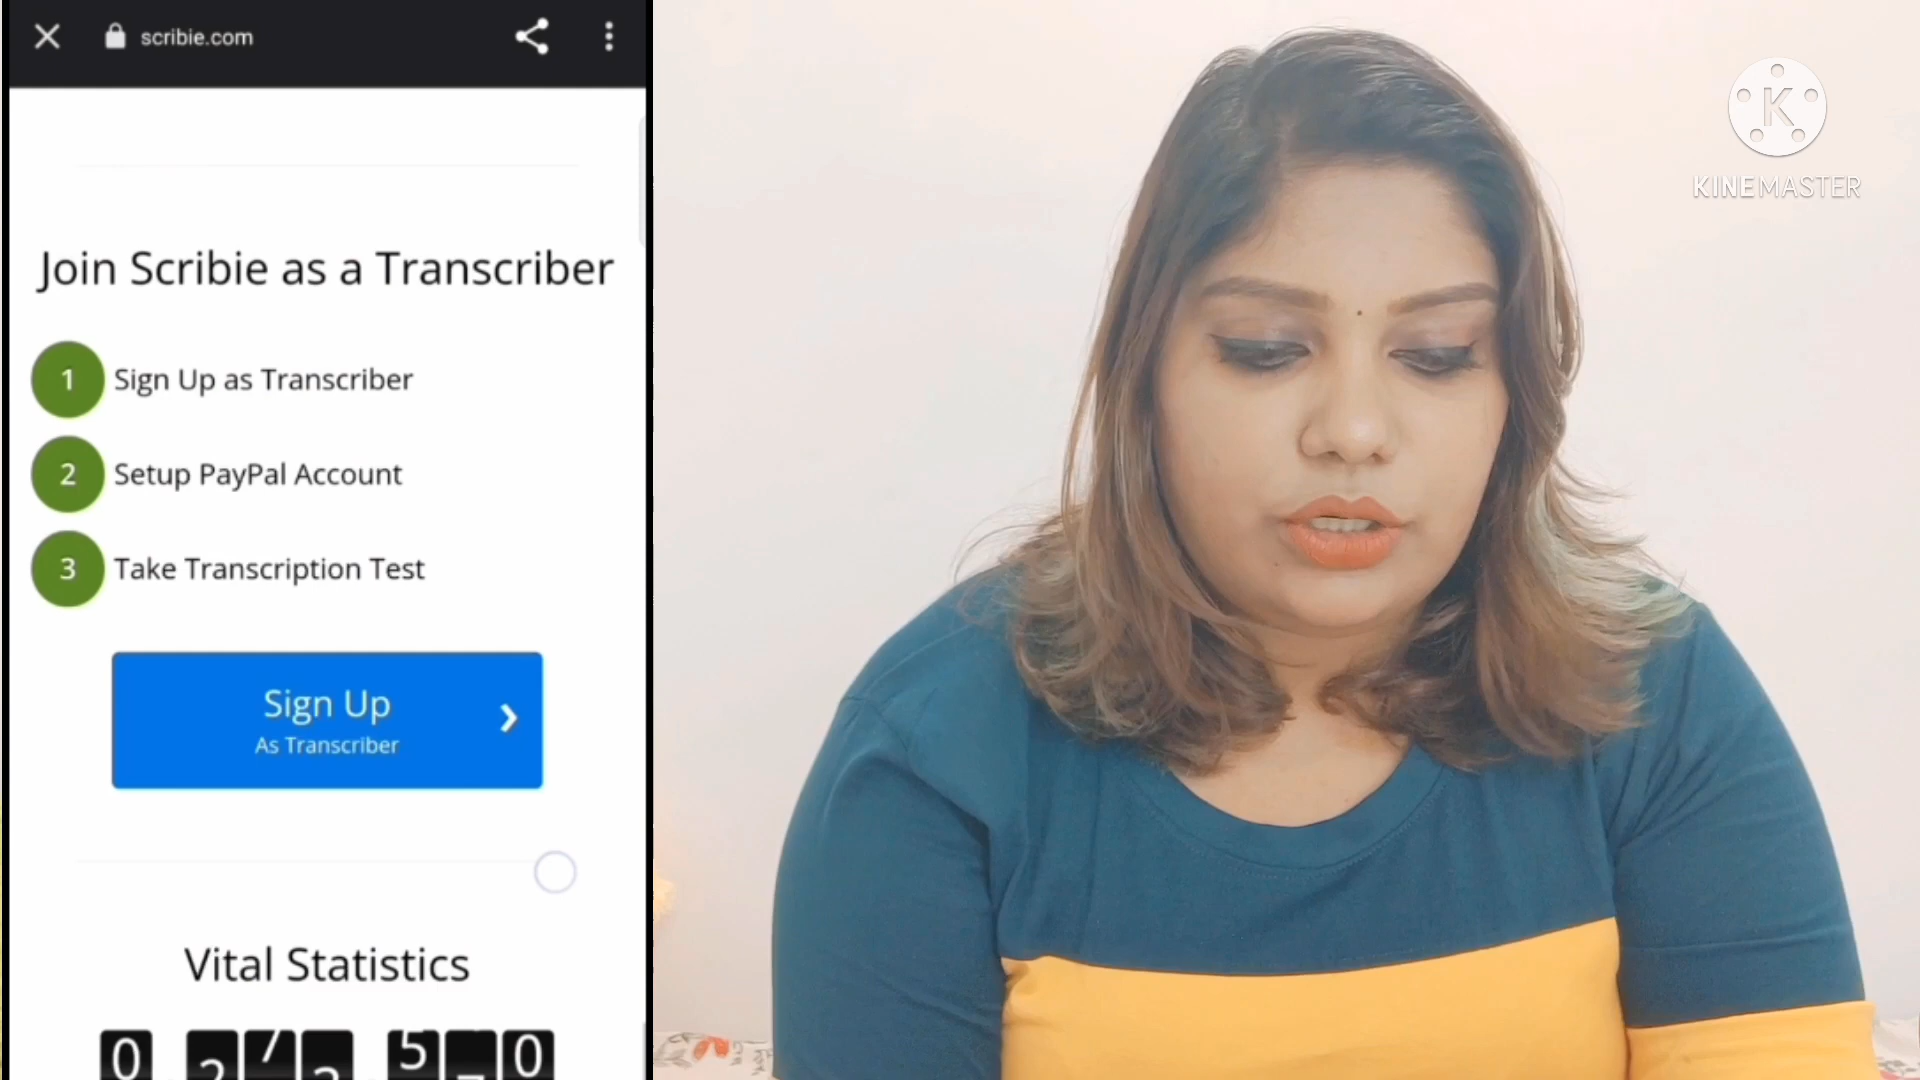 scribie.com
Join Scribie as a Transcriber
1 Sign Up as Transcriber
2 Setup PayPal Account
3 Take Transcription Test
Sign Up
As Transcriber
Vital Statistics
K
KINEMASTER